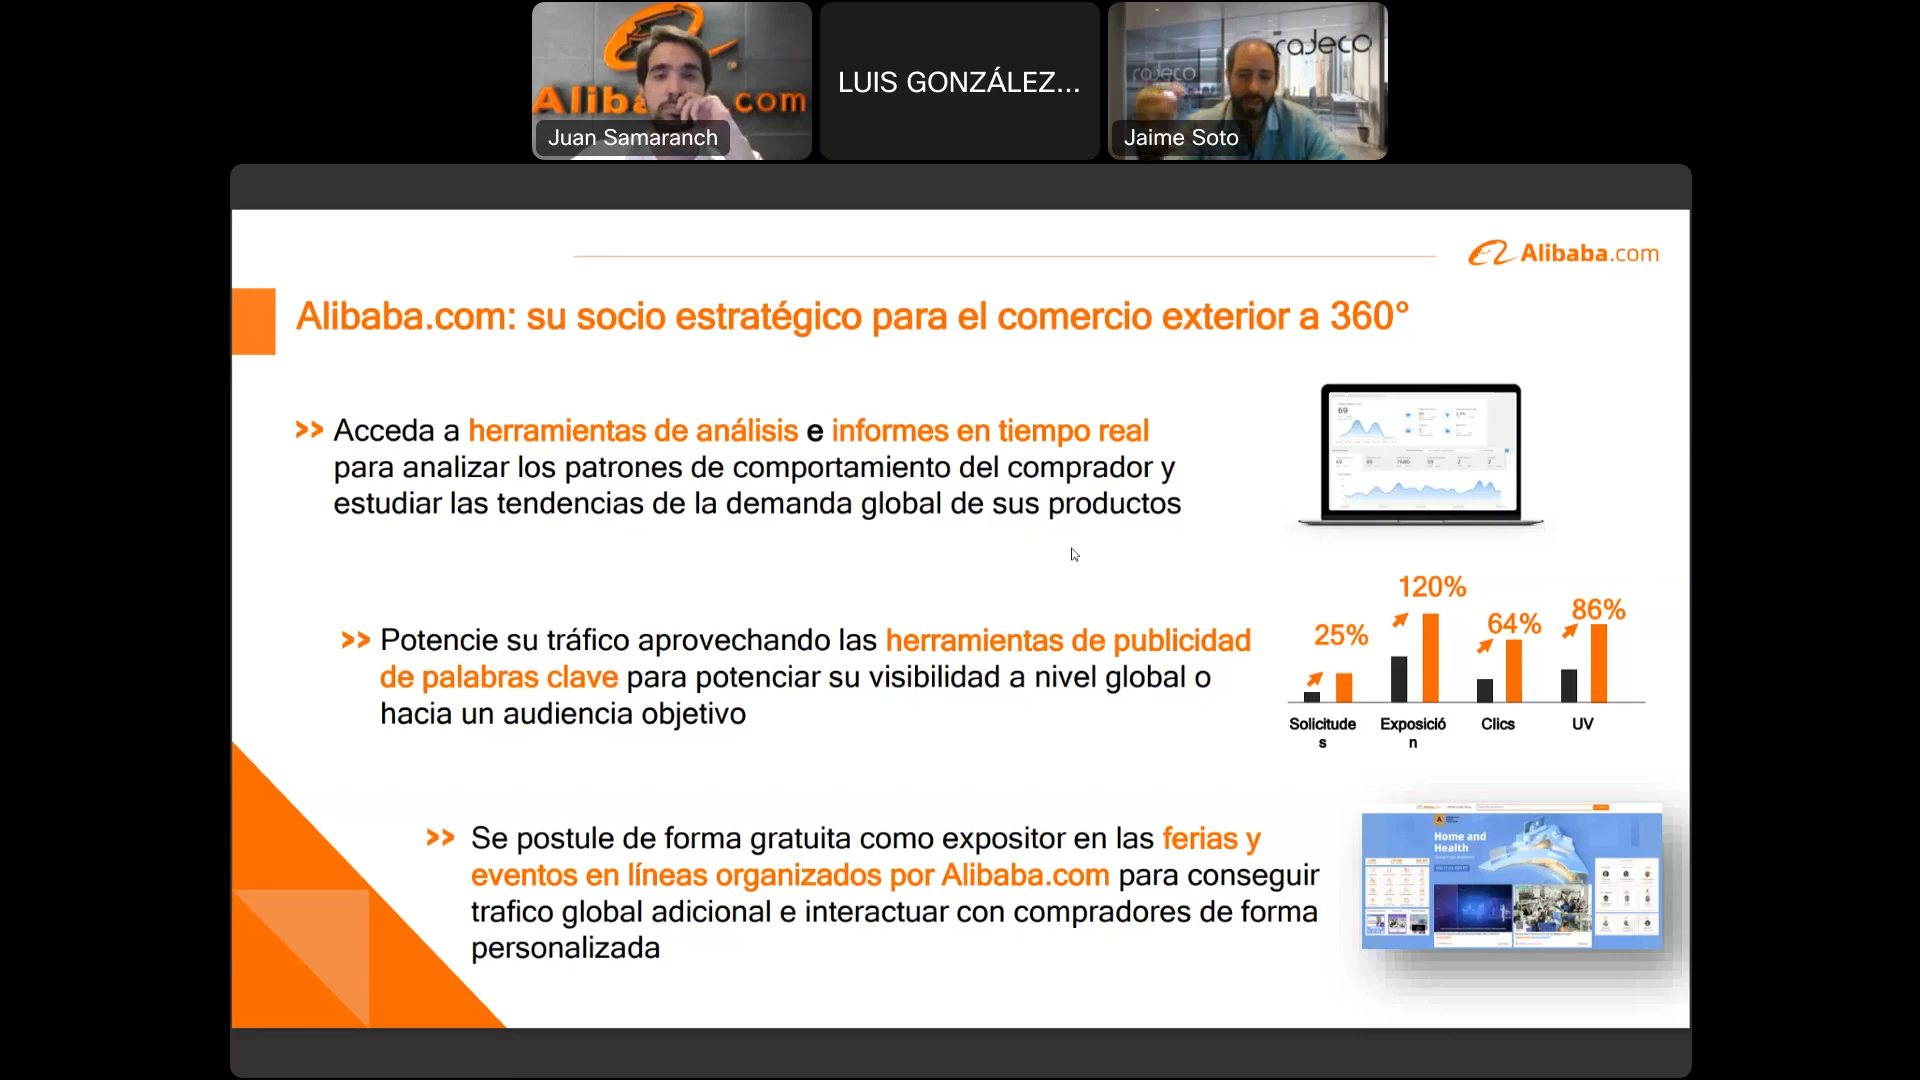 Alibaba.com
Juan Samaranch
LUIS GONZÁLEZ...
cajeco
Jaime Soto
Alibaba.com
Alibaba.com: su socio estratégico para el comercio exterior a 360°
>> Acceda a herramientas de análisis e informes en tiempo real
para analizar los patrones de comportamiento del comprador y
estudiar las tendencias de la demanda global de sus productos
69
>> Potencie su tráfico aprovechando las herramientas de publicidad
de palabras clave para potenciar su visibilidad a nivel global o
hacia un audiencia objetivo
25%
120%
64%
86%
Solicitude
s
Exposició
n
Clics
UV
>> Se postule de forma gratuita como expositor en las ferias y
eventos en líneas organizados por Alibaba.com para conseguir
trafico global adicional e interactuar con compradores de forma
personalizada
Home and
Health